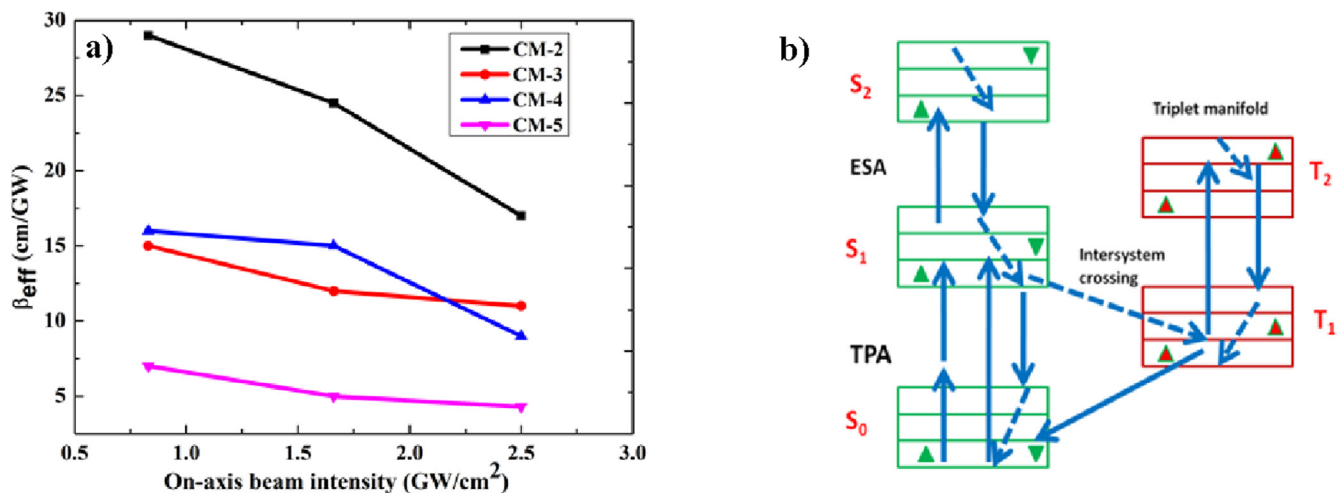 a)
30
25
20
15
10
5
βeff (cm/GW)
0.5 1.0 1.5 2.0 2.5 3.0
On-axis beam intensity (GW/cm2)
CM-2
CM-3
CM-4
CM-5
b)
S2
ESA
S1
TPA
S0
Triplet manifold
T2
Intersystem
crossing
T1